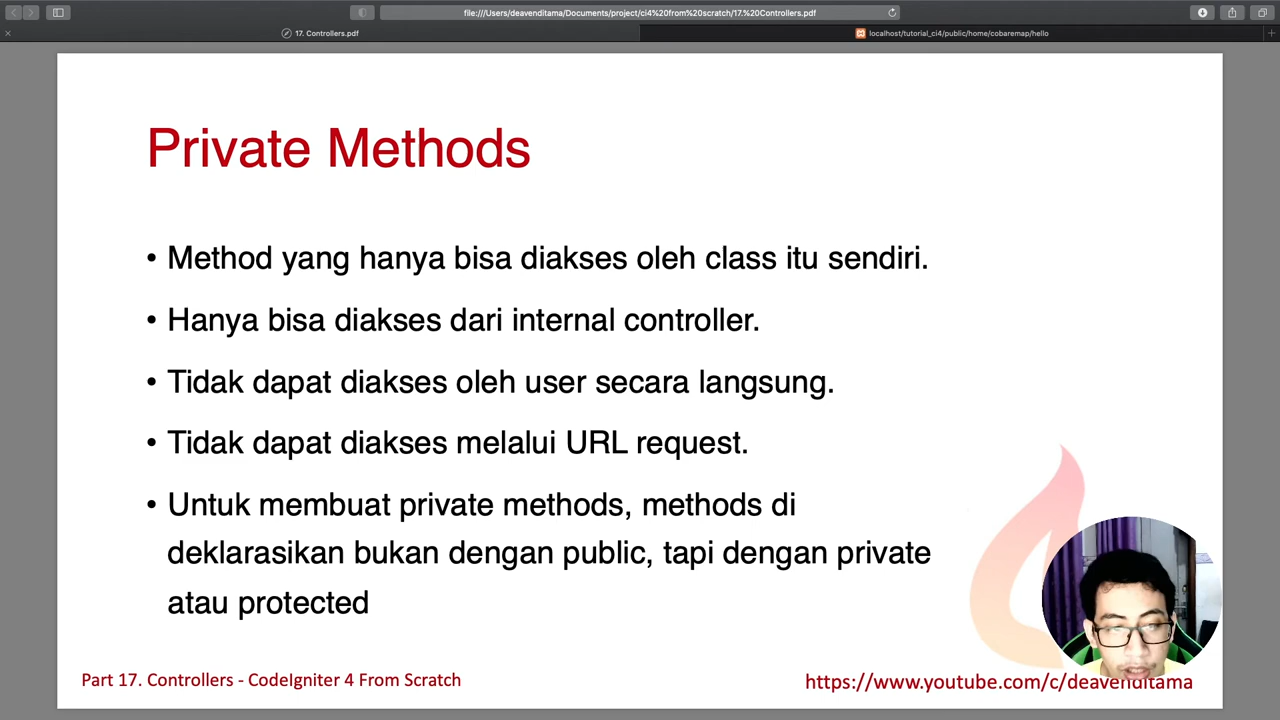 file:///Users/deavenditama/Documents/project/ci4%20from%20scratch/17.%20Controllers.pdf
17. Controllers.pdf
localhost/tutorial_ci4/public/home/cobaremap/hello
Private Methods
• Method yang hanya bisa diakses oleh class itu sendiri.
• Hanya bisa diakses dari internal controller.
• Tidak dapat diakses oleh user secara langsung.
• Tidak dapat diakses melalui URL request.
• Untuk membuat private methods, methods di
deklarasikan bukan dengan public, tapi dengan private
atau protected
Part 17. Controllers - CodeIgniter 4 From Scratch
https://www.youtube.com/c/deavenditama